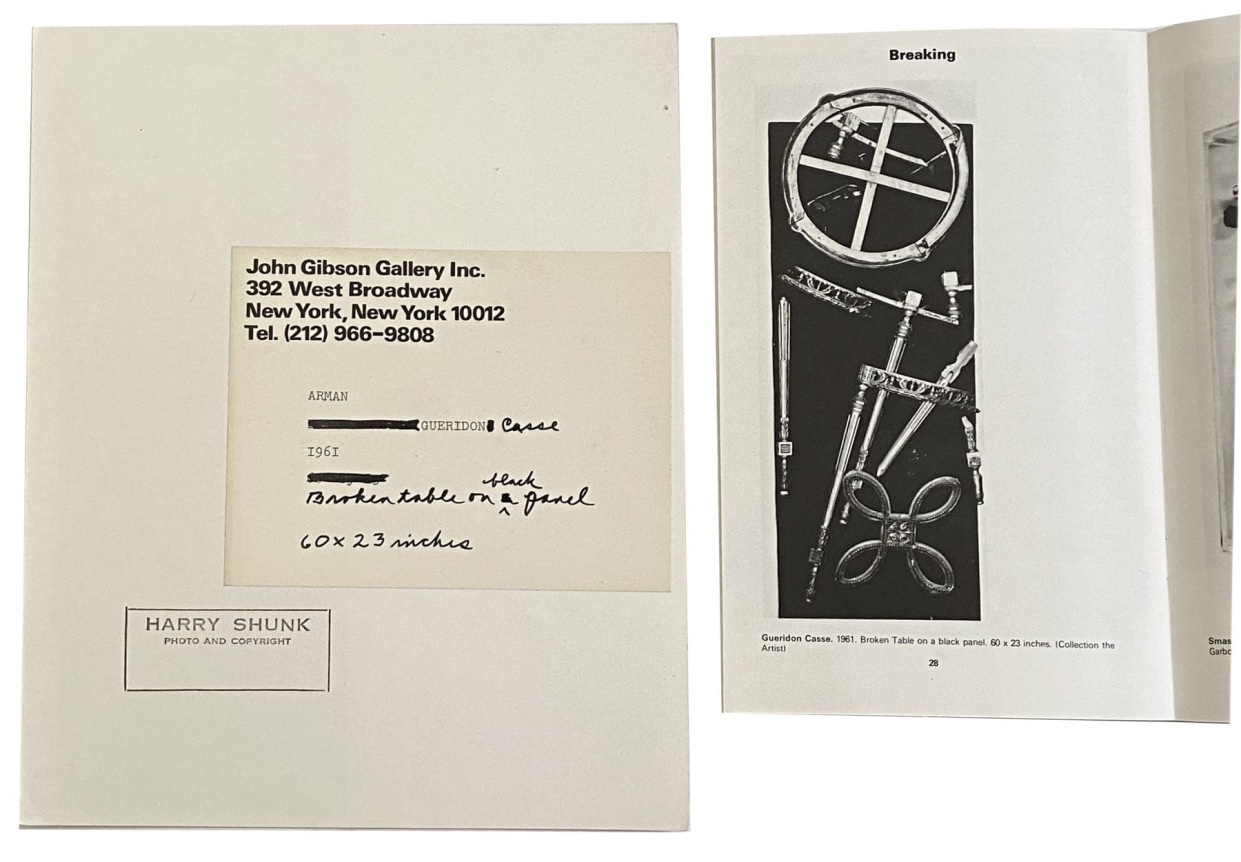 John Gibson Gallery Inc.
392 West Broadway
New York, New York 10012
Tel. (212) 966-9808
ARMAN
GUERIDON Casse
I96I
black
Broken table on panel
60 x 23 inches
HARRY SHUNK
PHOTO AND COPYRIGHT
Breaking
Gueridon Casse. 1961. Broken Table on a black panel. 60 x 23 inches. (Collection the
Artist)
28
Smas
Garbo